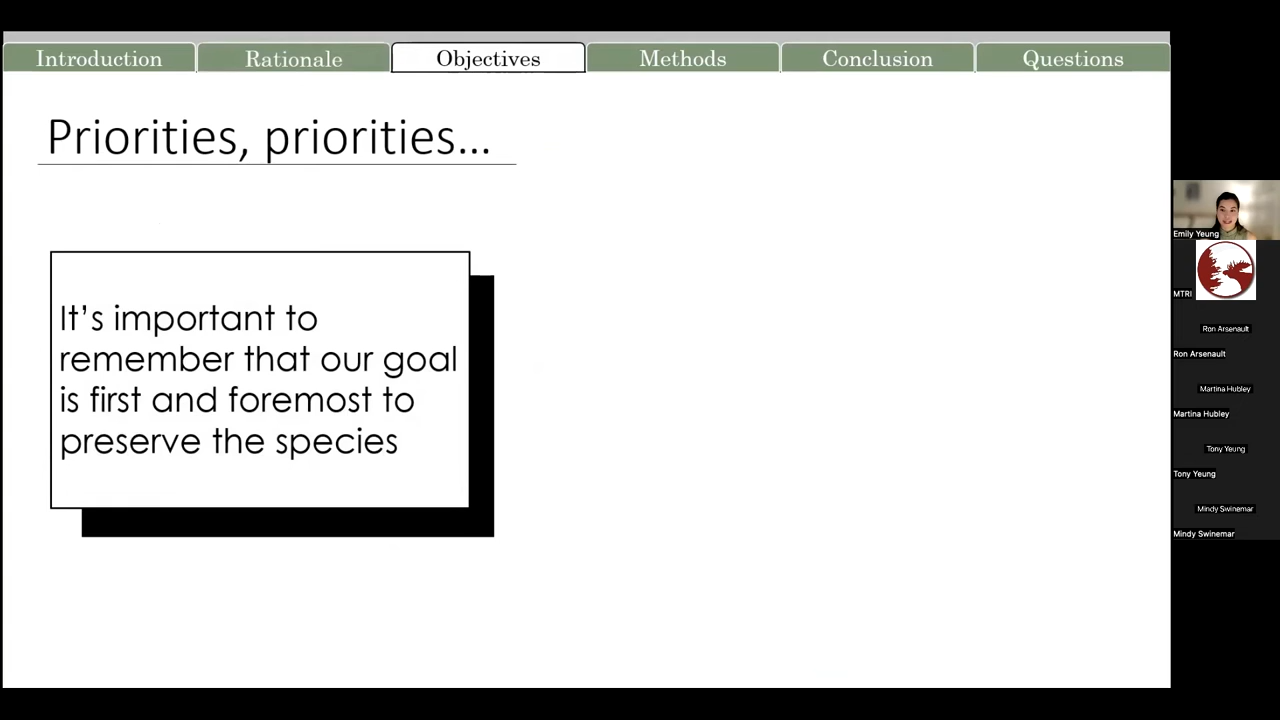 Introduction
Rationale
Objectives
Methods
Conclusion
Questions
Priorities, priorities...
It's important to
remember that our goal
is first and foremost to
preserve the species
Emily Yeung
MTRI
Ron Arsenault
Ron Arsenault
Martina Hubley
Martina Hubley
Tony Yeung
Tony Yeung
Mindy Swinemar
Mindy Swinemar